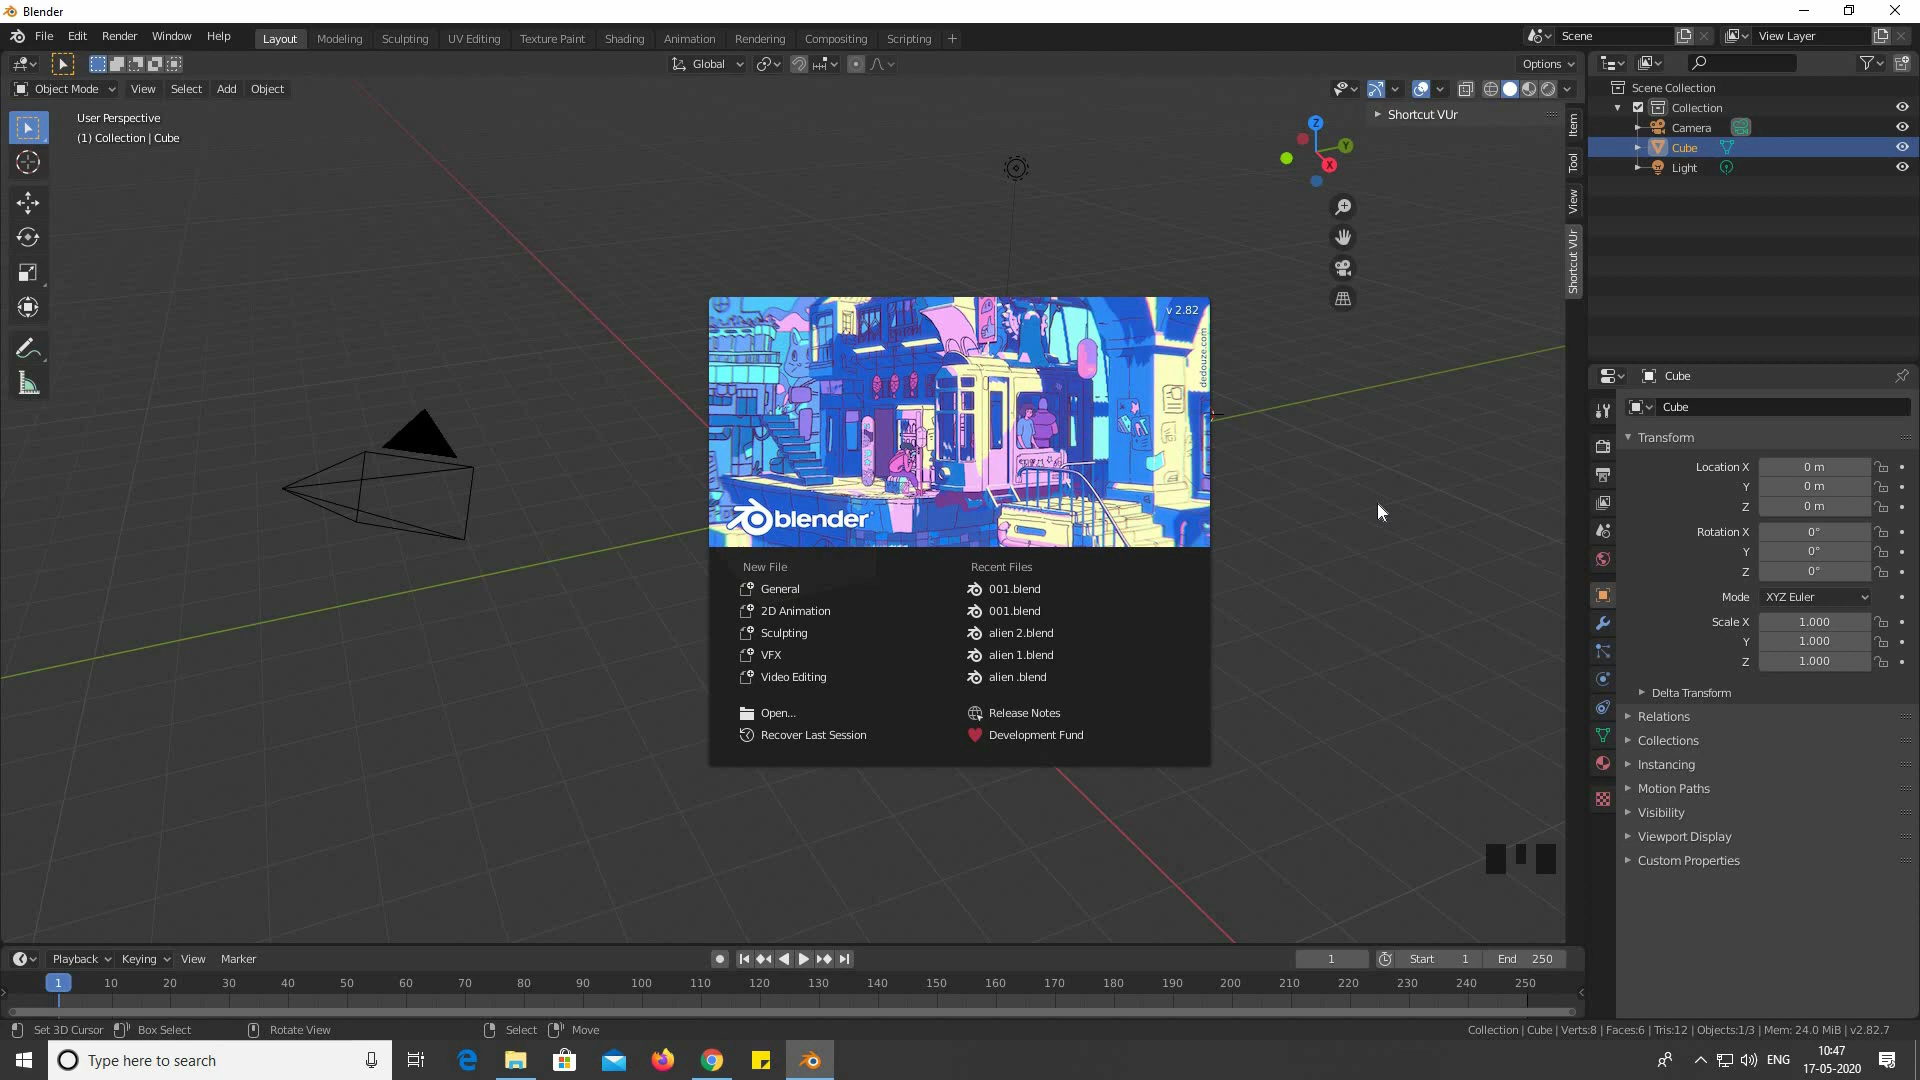 Blender
File Edit Render Window Help Layout Modeling Sculpting UV Editing Texture Paint Shading Animation Rendering Compositing Scripting + Scene View Layer
Global Options
Object Mode View Select Add Object
User Perspective
(1) Collection | Cube
Shortcut VUr
Z
Y
X
Item
Tool
View
Shortcut VUr
Scene Collection
Collection
Camera
Cube
Light
v 2.82
dedouze.com
blender
New File
General
2D Animation
Sculpting
VFX
Video Editing
Open...
Recover Last Session
Recent Files
001.blend
001.blend
alien 2.blend
alien 1.blend
alien .blend
Release Notes
Development Fund
Cube
Cube
Transform
Location X 0 m
Y 0 m
Z 0 m
Rotation X 0°
Y 0°
Z 0°
Mode XYZ Euler
Scale X 1.000
Y 1.000
Z 1.000
Delta Transform
Relations
Collections
Instancing
Motion Paths
Visibility
Viewport Display
Custom Properties
Playback Keying View Marker 1 Start 1 End 250
1 10 20 30 40 50 60 70 80 90 100 110 120 130 140 150 160 170 180 190 200 210 220 230 240 250
Set 3D Cursor Box Select Rotate View Select Move Collection | Cube | Verts:8 | Faces:6 | Tris:12 | Objects:1/3 | Mem: 24.0 MiB | v2.82.7
Type here to search ENG 10:47
17-05-2020